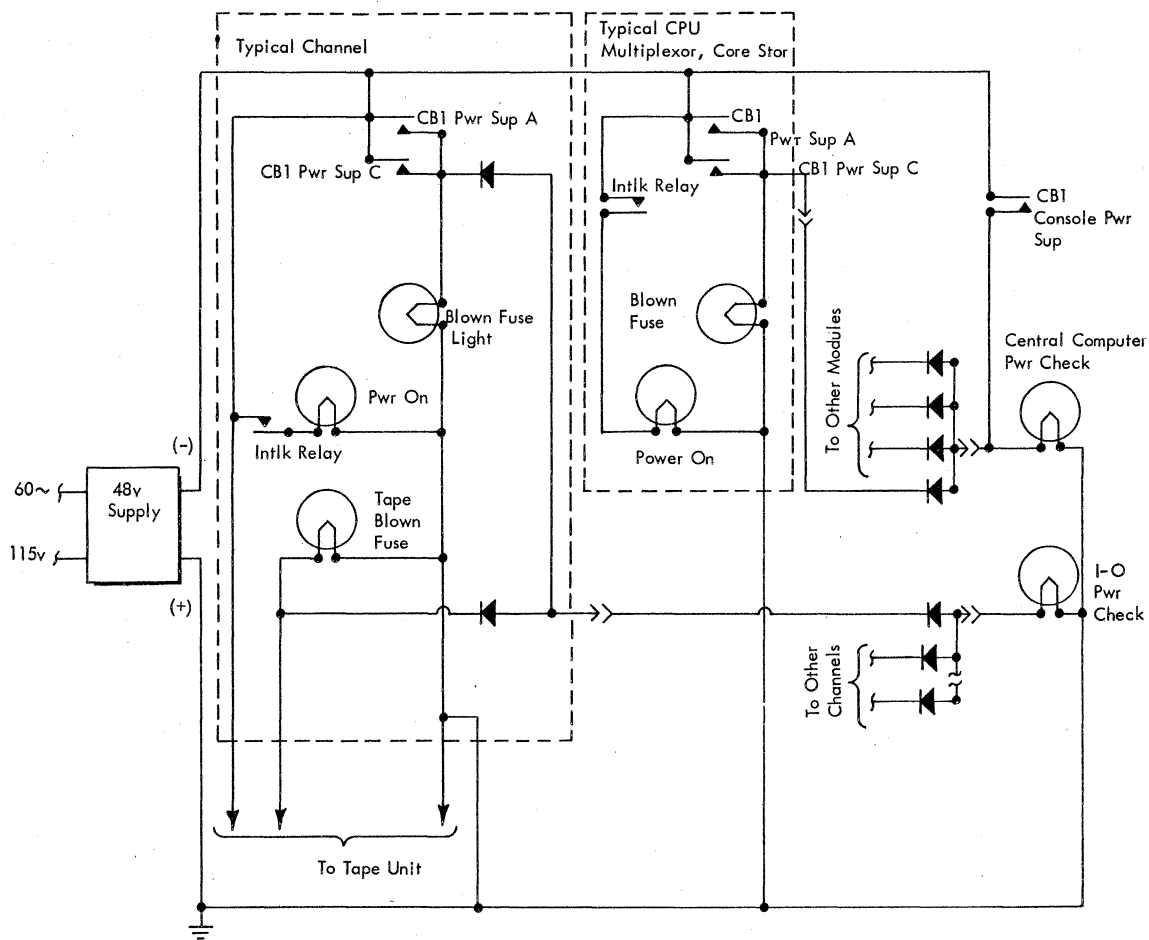 Typical Channel
Typical CPU
Multiplexor, Core Stor
CB1 Pwr Sup A
CB1
Pwr Sup A
CB1 Pwr Sup C
CB1 Pwr Sup C
Intlk Relay
CB1
Console Pwr
Sup
Blown Fuse
Light
Blown
Fuse
To Other Modules
Central Computer
Pwr Check
Pwr On
Intlk Relay
Power On
(-)
60~
48v
Supply
115v
(+)
Tape
Blown
Fuse
I-O
Pwr
Check
To Other
Channels
To Tape Unit